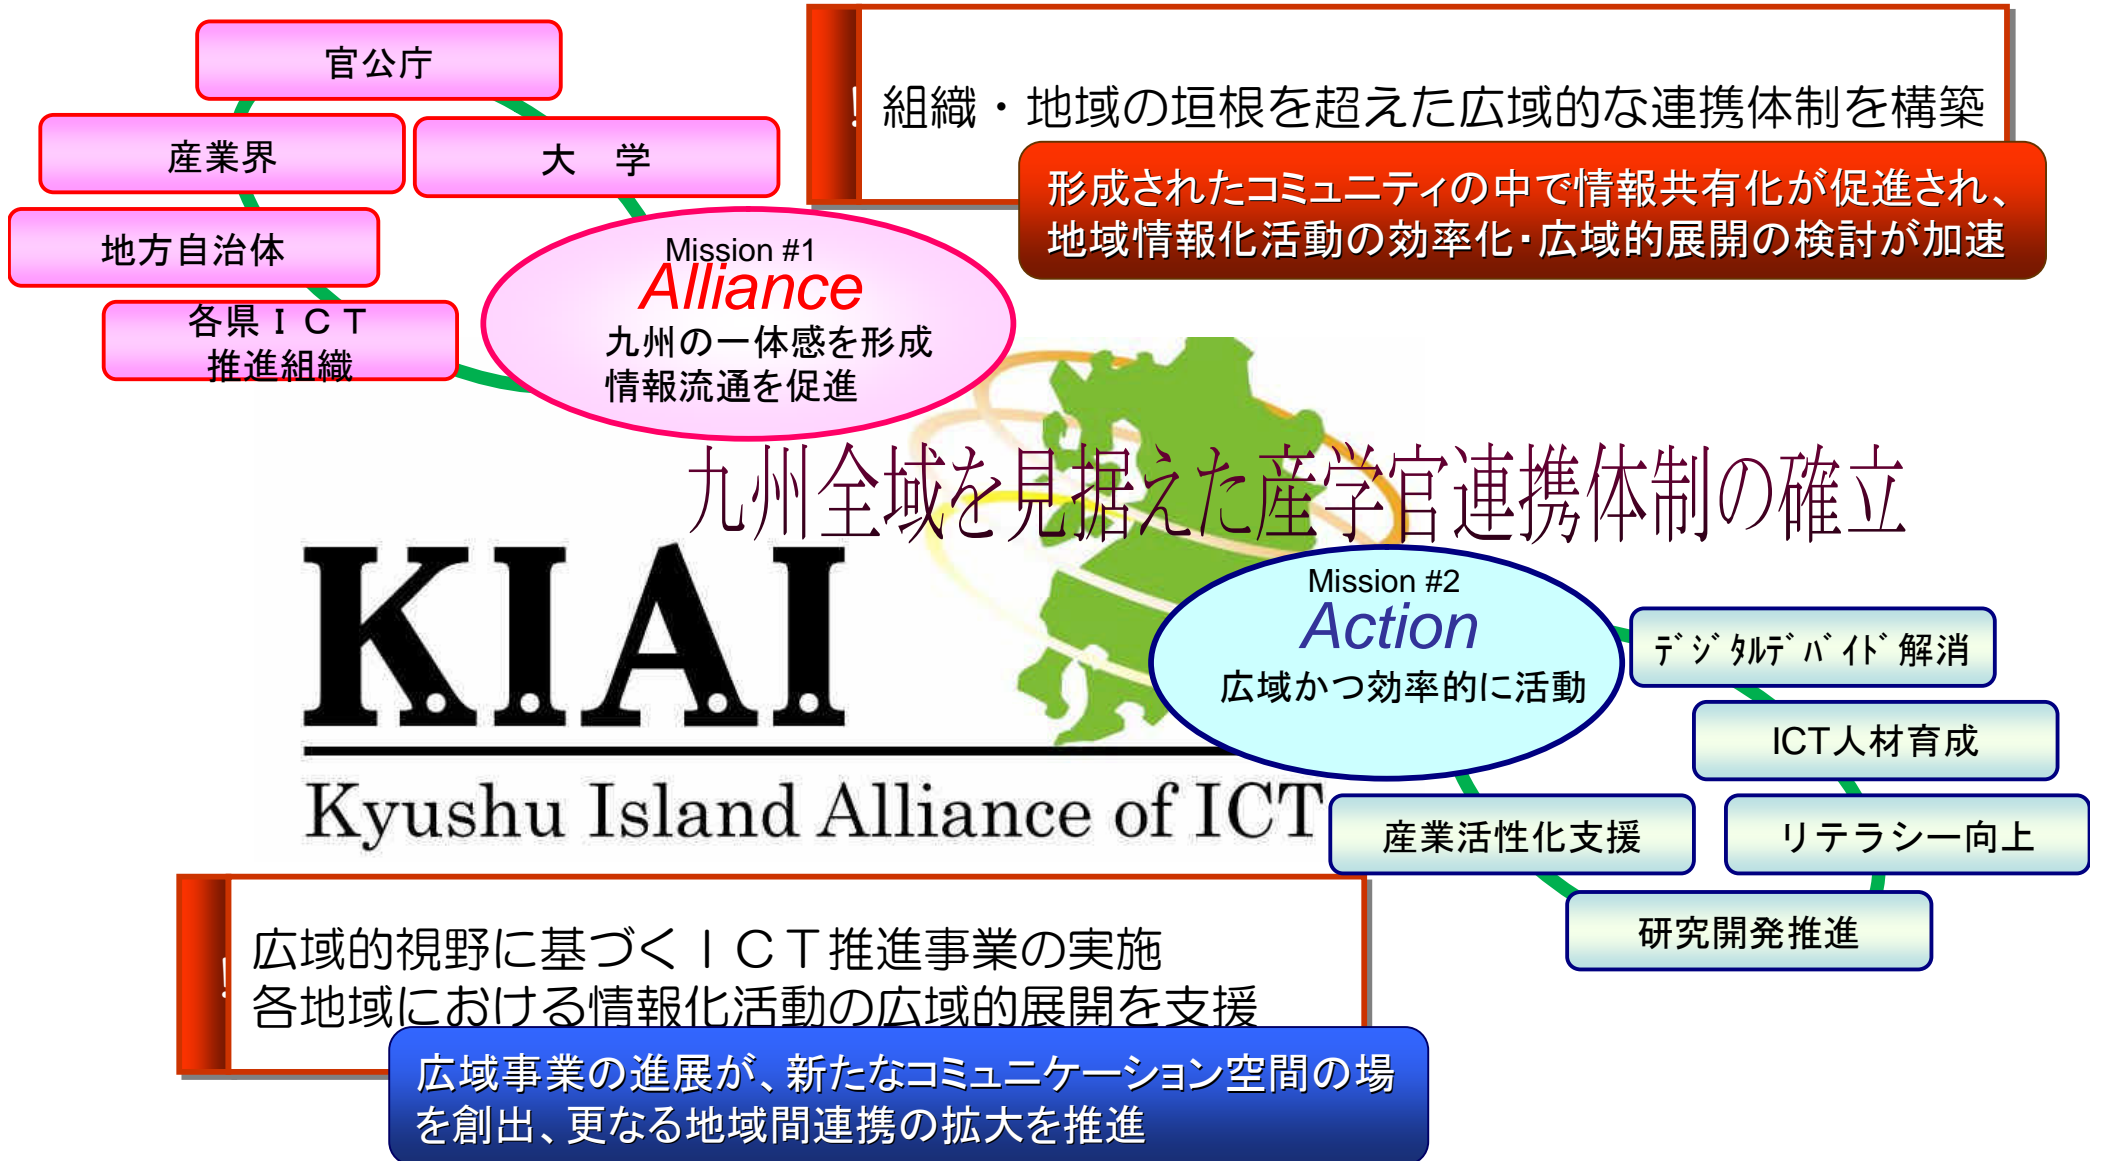 官公庁
産業界
大　学
地方自治体
各県ＩＣＴ
推進組織
Mission #1
Alliance
九州の一体感を形成
情報流通を促進
!
組織・地域の垣根を超えた広域的な連携体制を構築
形成されたコミュニティの中で情報共有化が促進され、
地域情報化活動の効率化・広域的展開の検討が加速
九州全域を見据えた産学官連携体制の確立
KIAI
Kyushu Island Alliance of ICT
Mission #2
Action
広域かつ効率的に活動
ﾃﾞｼﾞﾀﾙﾃﾞﾊﾞｲﾄﾞ解消
ICT人材育成
リテラシー向上
産業活性化支援
研究開発推進
!
広域的視野に基づくＩＣＴ推進事業の実施
各地域における情報化活動の広域的展開を支援
広域事業の進展が、新たなコミュニケーション空間の場
を創出、更なる地域間連携の拡大を推進